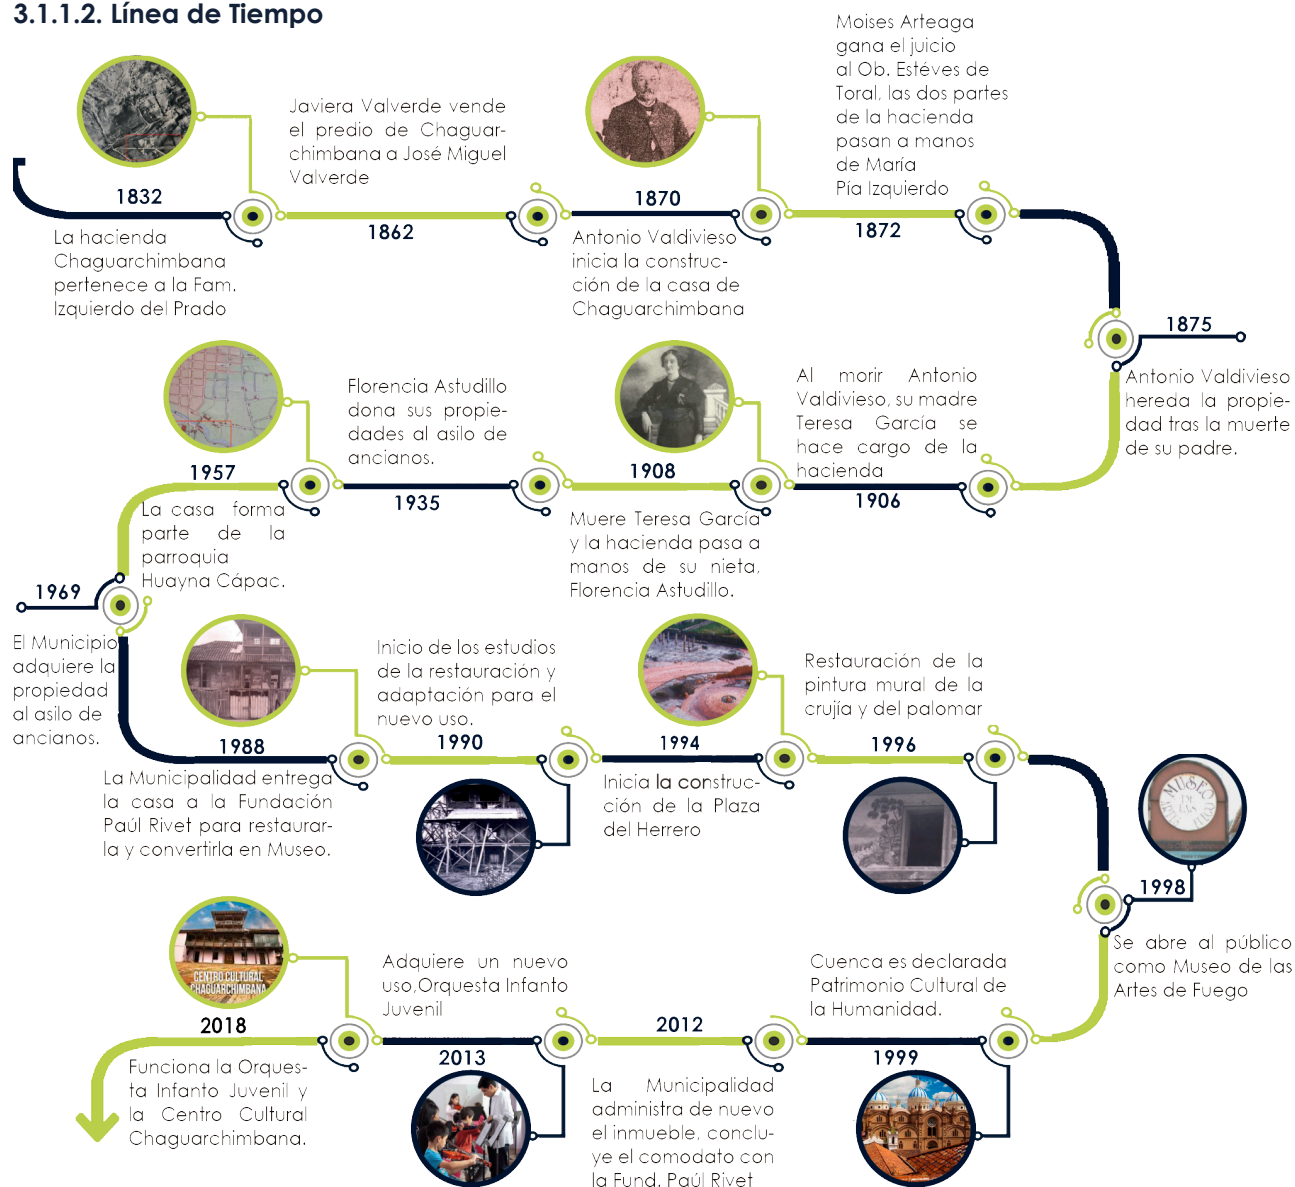 3.1.1.2. Línea de Tiempo
1832
La hacienda
Chaguarchimbana
pertenece a la Fam.
Izquierdo del Prado
Javiera Valverde vende
el predio de Chaguar-
chimbana a José Miguel
Valverde
1862
1870
Antonio Valdivieso
inicia la construc-
ción de la casa de
Chaguarchimbana
Moises Arteaga
gana el juicio
al Ob. Estéves de
Toral, las dos partes
de la hacienda
pasan a manos
de María
Pía Izquierdo
1872
1875
Antonio Valdivieso
hereda la propie-
dad tras la muerte
de su padre.
Al morir Antonio
Valdivieso, su madre
Teresa García se
hace cargo de la
hacienda
1906
1908
Muere Teresa García
y la hacienda pasa a
manos de su nieta,
Florencia Astudillo.
Florencia Astudillo
dona sus propie-
dades al asilo de
ancianos.
1935
1957
La casa forma
parte de la
parroquia
Huayna Cápac.
1969
El Municipio
adquiere la
propiedad
al asilo de
ancianos.
1988
La Municipalidad entrega
la casa a la Fundación
Paúl Rivet para restaurar-
la y convertirla en Museo.
Inicio de los estudios
de la restauración y
adaptación para el
nuevo uso.
1990
1994
Inicia la construc-
ción de la Plaza
del Herrero
Restauración de la
pintura mural de la
crujía y del palomar
1996
MUSEO
DE LAS
1998
Se abre al público
como Museo de las
Artes de Fuego
Cuenca es declarada
Patrimonio Cultural de
la Humanidad.
1999
2012
La Municipalidad
administra de nuevo
el inmueble, conclu-
ye el comodato con
la Fund. Paúl Rivet
Adquiere un nuevo
uso,Orquesta Infanto
Juvenil
2013
CENTRO CULTURAL
CHAGUARCHIMBANA
2018
Funciona la Orques-
ta Infanto Juvenil y
la Centro Cultural
Chaguarchimbana.